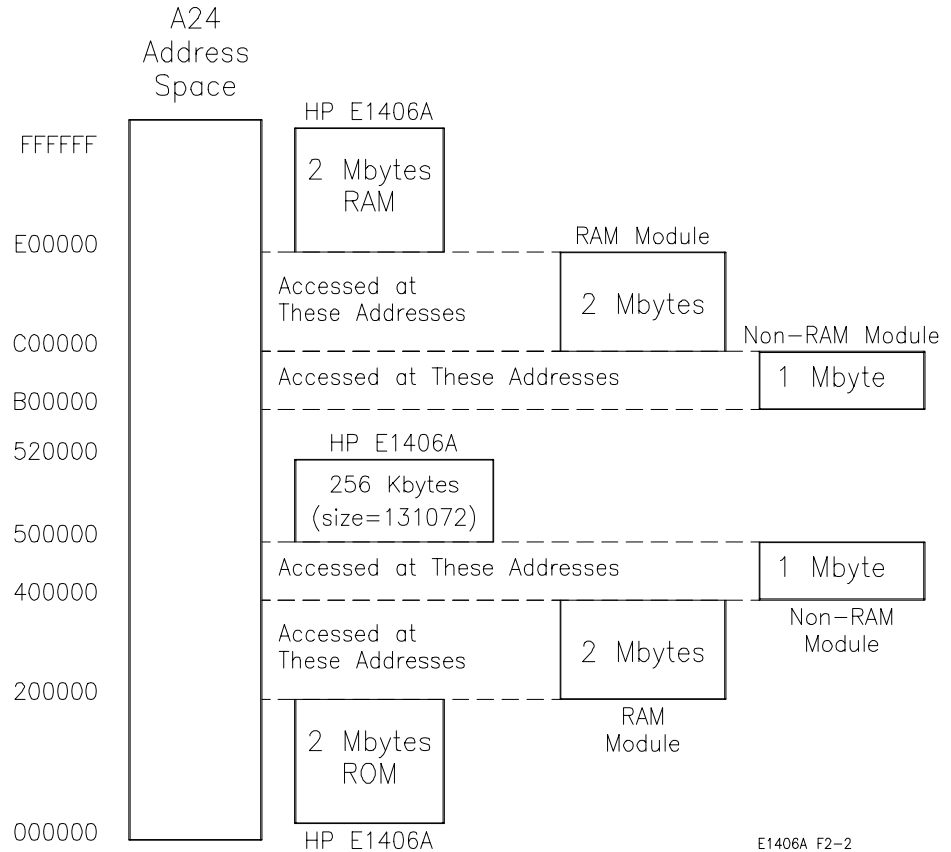 A24
Address
Space
HP E1406A
FFFFFF
2 Mbytes
RAM
E00000
RAM Module
Accessed at
These Addresses
2 Mbytes
C00000
Non-RAM Module
Accessed at These Addresses
1 Mbyte
B00000
520000
HP E1406A
256 Kbytes
(size=131072)
500000
Accessed at These Addresses
1 Mbyte
400000
Non-RAM
Module
Accessed at
These Addresses
2 Mbytes
200000
RAM
Module
2 Mbytes
ROM
000000
HP E1406A
E1406A F2-2